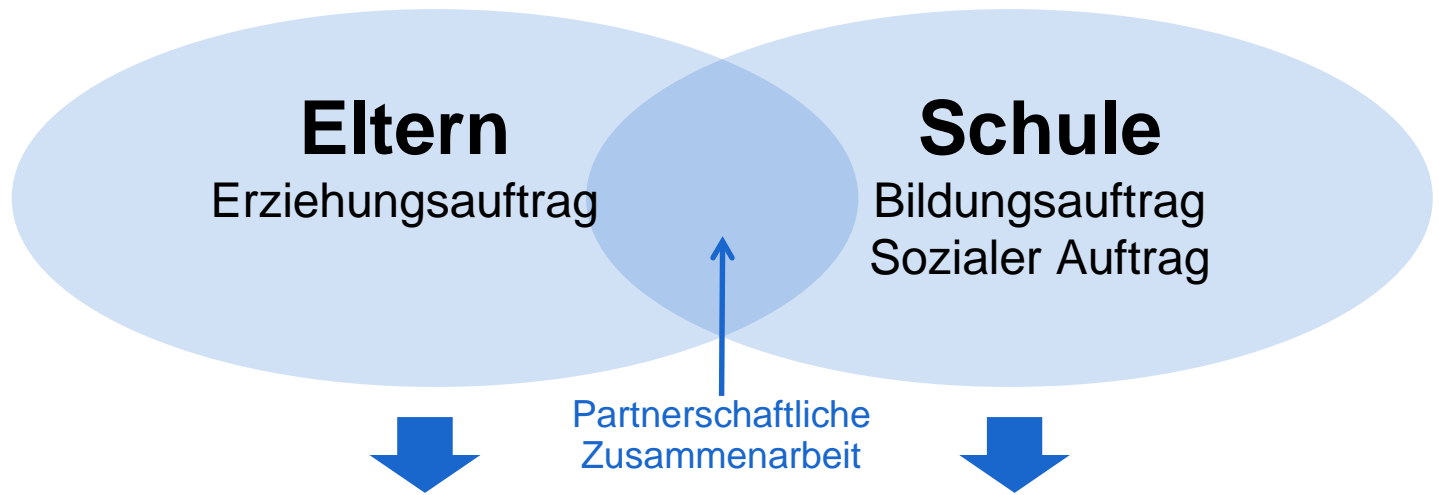 Eltern
Erziehungsauftrag
Schule
Bildungsauftrag
Sozialer Auftrag
Partnerschaftliche
Zusammenarbeit